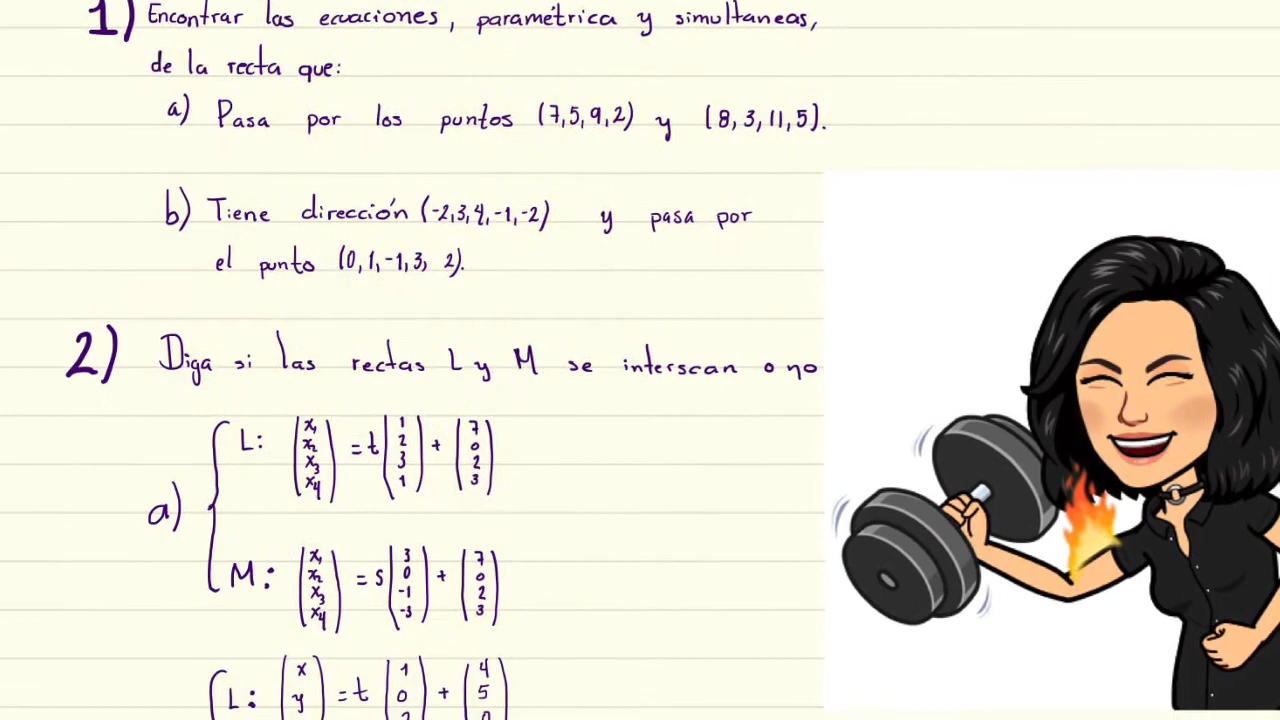 1) Encontrar las ecuaciones, paramétrica y simultaneas,
de la recta que:
a) Pasa por los puntos (7,5,9,2) y (8,3,11,5).
b) Tiene dirección (-2,3,4,-1,-2) y pasa por
el punto (0,1,-1,3, 2).
2) Diga si las rectas L y M se interscan o no
a) L: (x₁ x₂ x₃ x₄) = t (1 2 3 1) + (7 0 2 3)
M: (x₁ x₂ x₃ x₄) = s (3 0 -1 -3) + (7 0 2 3)
L: (x y = t (1 0 + (4 5